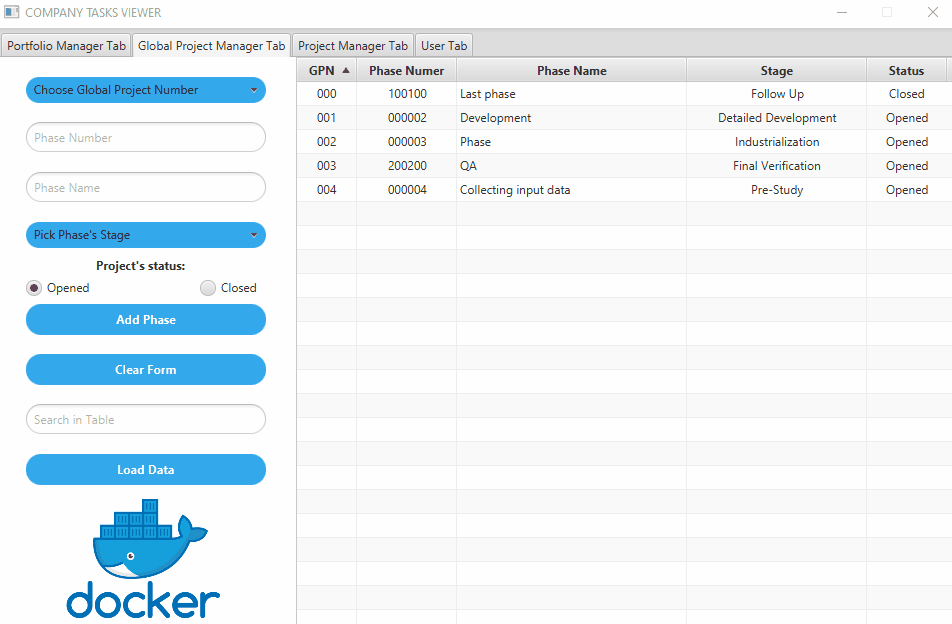 COMPANY TASKS VIEWER
Portfolio Manager Tab Global Project Manager Tab Project Manager Tab User Tab
Choose Global Project Number
Phase Number
Phase Name
Pick Phase's Stage
Project's status:
Opened Closed
Add Phase
Clear Form
Search in Table
Load Data
docker
GPN Phase Numer Phase Name Stage Status
000 100100 Last phase Follow Up Closed
001 000002 Development Detailed Development Opened
002 000003 Phase Industrialization Opened
003 200200 QA Final Verification Opened
004 000004 Collecting input data Pre-Study Opened